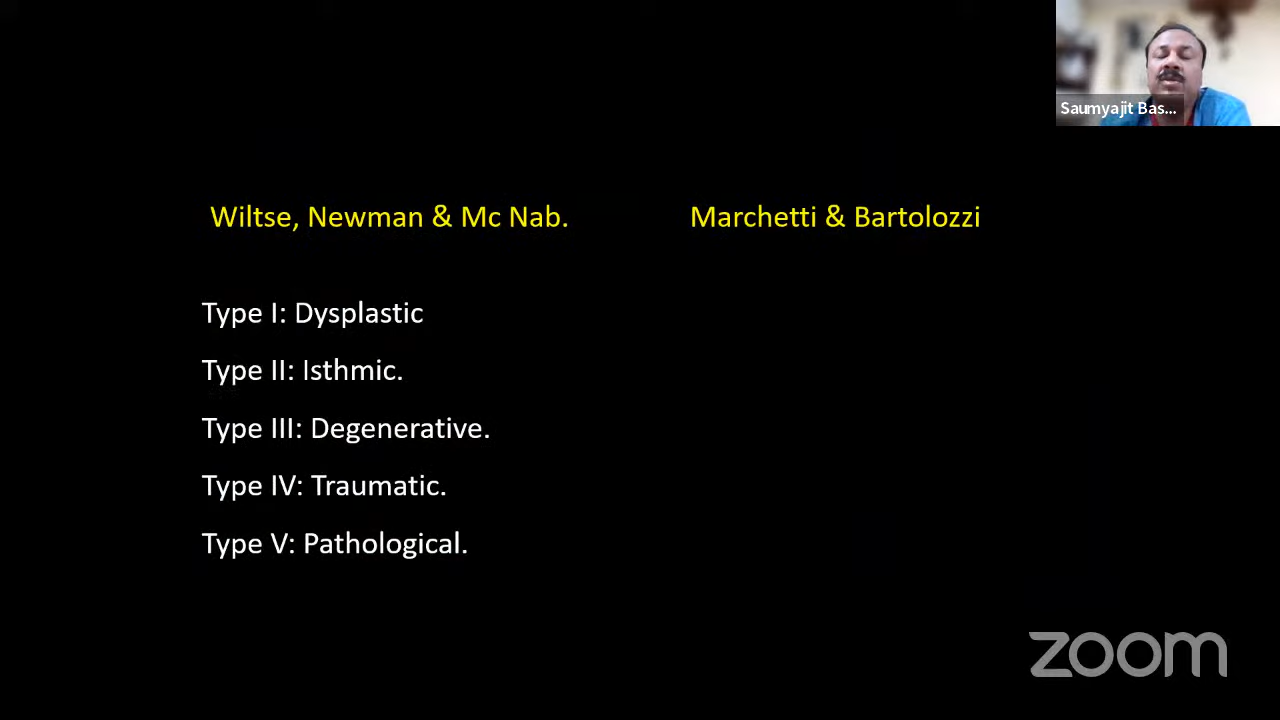 Saumyajit Bas...
Wiltse, Newman & Mc Nab.
Marchetti & Bartolozzi
Type I: Dysplastic
Type II: Isthmic.
Type III: Degenerative.
Type IV: Traumatic.
Type V: Pathological.
zoom